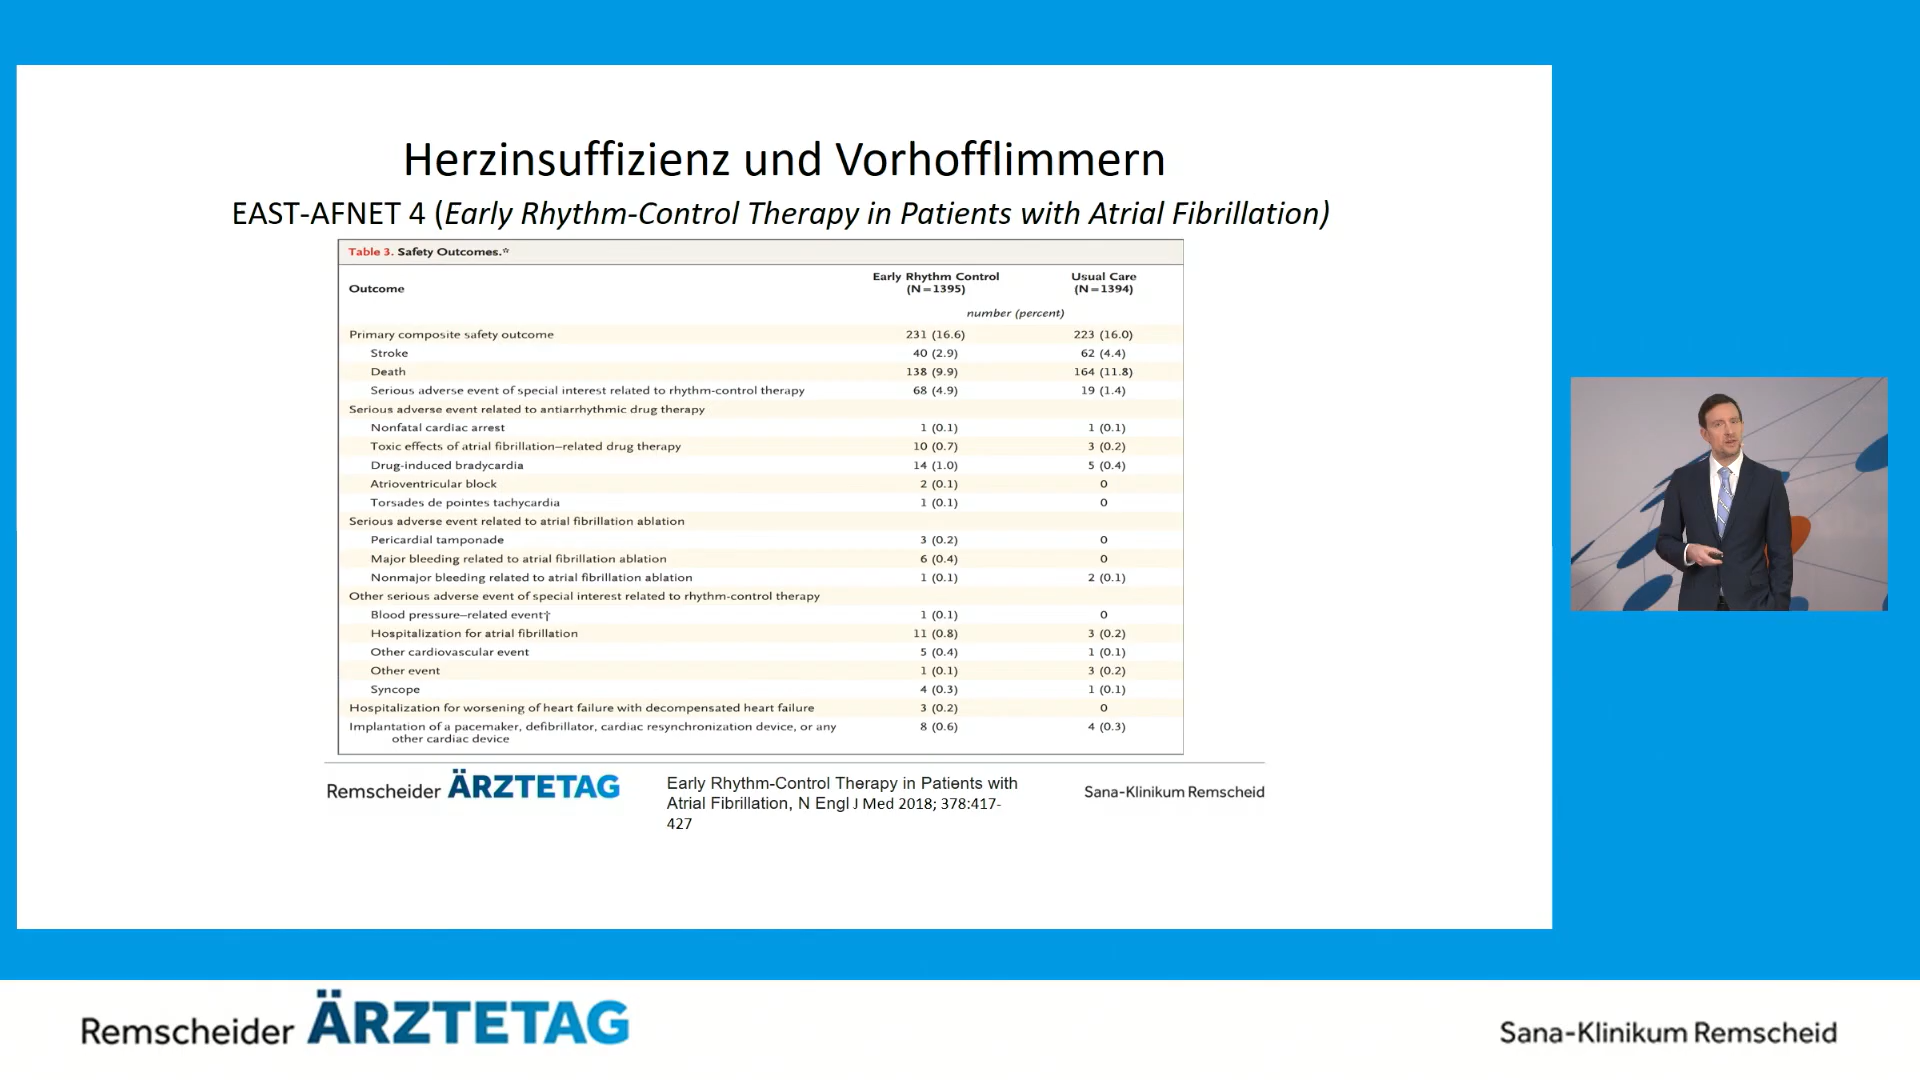 Herzinsuffizienz und Vorhofflimmern
EAST-AFNET 4 (Early Rhythm-Control Therapy in Patients with Atrial Fibrillation)
Table 3. Safety Outcomes.*
Outcome Early Rhythm Control (N=1395) Usual Care (N=1394)
number (percent)
Primary composite safety outcome 231 (16.6) 223 (16.0)
Stroke 40 (2.9) 62 (4.4)
Death 138 (9.9) 164 (11.8)
Serious adverse event of special interest related to rhythm-control therapy 68 (4.9) 19 (1.4)
Serious adverse event related to antiarrhythmic drug therapy
Nonfatal cardiac arrest 1 (0.1) 1 (0.1)
Toxic effects of atrial fibrillation–related drug therapy 10 (0.7) 3 (0.2)
Drug-induced bradycardia 14 (1.0) 5 (0.4)
Atrioventricular block 2 (0.1) 0
Torsades de pointes tachycardia 1 (0.1) 0
Serious adverse event related to atrial fibrillation ablation
Pericardial tamponade 3 (0.2) 0
Major bleeding related to atrial fibrillation ablation 6 (0.4) 0
Nonmajor bleeding related to atrial fibrillation ablation 1 (0.1) 2 (0.1)
Other serious adverse event of special interest related to rhythm-control therapy
Blood pressure–related event† 1 (0.1) 0
Hospitalization for atrial fibrillation 11 (0.8) 3 (0.2)
Other cardiovascular event 5 (0.4) 1 (0.1)
Other event 1 (0.1) 3 (0.2)
Syncope 4 (0.3) 1 (0.1)
Hospitalization for worsening of heart failure with decompensated heart failure 3 (0.2) 0
Implantation of a pacemaker, defibrillator, cardiac resynchronization device, or any 8 (0.6) 4 (0.3)
other cardiac device
Remscheider ÄRZTETAG
Early Rhythm-Control Therapy in Patients with
Atrial Fibrillation, N Engl J Med 2018; 378:417-
427
Sana-Klinikum Remscheid
Remscheider ÄRZTETAG
Sana-Klinikum Remscheid